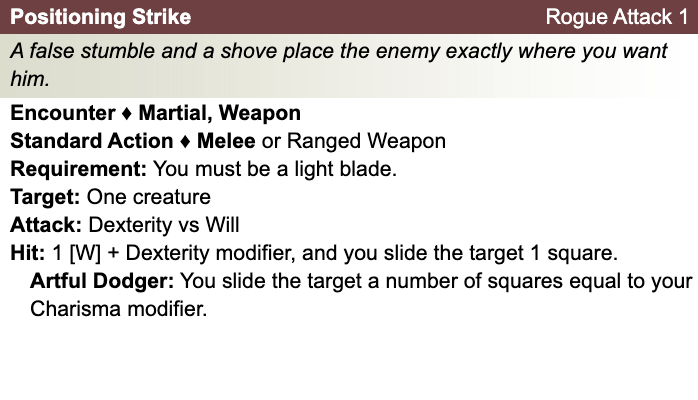 Positioning Strike Rogue Attack 1
A false stumble and a shove place the enemy exactly where you want
him.
Encounter ♦ Martial, Weapon
Standard Action ♦ Melee or Ranged Weapon
Requirement: You must be a light blade.
Target: One creature
Attack: Dexterity vs Will
Hit: 1 [W] + Dexterity modifier, and you slide the target 1 square.
Artful Dodger: You slide the target a number of squares equal to your
Charisma modifier.